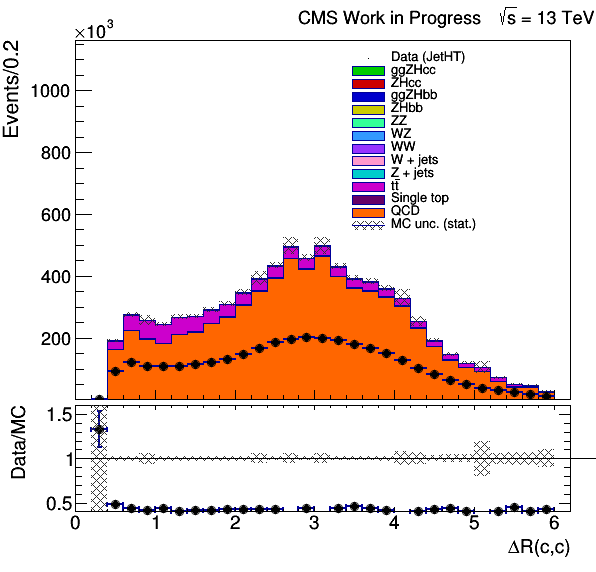 CMS Work in Progress √s = 13 TeV
×10³
Events/0.2
1000
800
600
400
200
Data (JetHT)
ggZHcc
ZHcc
ggZHbb
ZHbb
ZZ
WZ
WW
W + jets
Z + jets
tt̄
Single top
QCD
MC unc. (stat.)
Data/MC
1.5
1
0.5
0 1 2 3 4 5 6
ΔR(c,c)